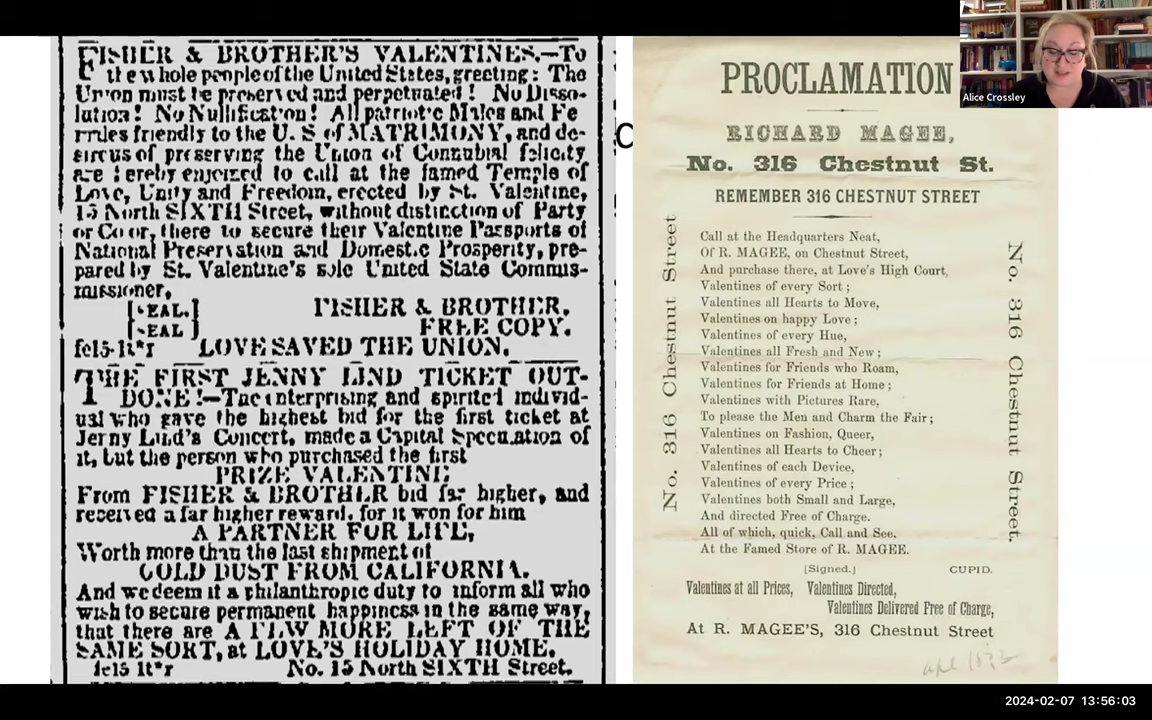 FISHER & BROTHER'S VALENTINES.—To
the whole people of the United States, greeting: The
Union must be preserved and perpetuated! No Disso-
lution! No Nullification! All patriotic Males and Fe
males friendly to the U. S of MATRIMONY, and de-
sirous of preserving the Union of Connubial felicity
are hereby enjoined to call at the famed Temple of
Love, Unity and Freedom, erected by St. Valentine,
15 North SIXTH Street, without distinction of Party
or Color, there to secure their Valentine Passports of
National Preservation and Domestic Prosperity, pre-
pared by St. Valentine's sole United State Commis-
missioner,
[SEAL.] FISHER & BROTHER.
[SEAL] FREE COPY.
fe15-1t*r LOVE SAVED THE UNION.
THE FIRST JENNY LIND TICKET OUT-
DONE!—The interprising and spirited individ-
ual who gave the highest bid for the first ticket at
Jenny Lind's Concert, made a Capital Speculation of
it, but the person who purchased the first
PRIZE VALENTINE
From FISHER & BROTHER bid far higher, and
received a far higher reward, for it won for him
A PARTNER FOR LIFE,
Worth more than the last shipment of
GOLD DUST FROM CALIFORNIA.
And we deem it a philanthropic duty to inform all who
wish to secure permanent happiness in the same way,
that there are A FEW MORE LEFT OF THE
SAME SORT, at LOVE'S HOLIDAY HOME.
fe15 1t*r No. 15 North SIXTH Street.
C
PROCLAMATION
RICHARD MAGEE,
No. 316 Chestnut St.
REMEMBER 316 CHESTNUT STREET
No. 316 Chestnut Street
Call at the Headquarters Neat,
Of R. MAGEE, on Chestnut Street,
And purchase there, at Love's High Court,
Valentines of every Sort;
Valentines all Hearts to Move,
Valentines on happy Love;
Valentines of every Hue,
Valentines all Fresh and New;
Valentines for Friends who Roam,
Valentines for Friends at Home;
Valentines with Pictures Rare,
To please the Men and Charm the Fair;
Valentines on Fashion, Queer,
Valentines all Hearts to Cheer;
Valentines of each Device,
Valentines of every Price;
Valentines both Small and Large,
And directed Free of Charge.
All of which, quick, Call and See,
At the Famed Store of R. MAGEE.
No. 316 Chestnut Street.
[Signed.] CUPID.
Valentines at all Prices, Valentines Directed,
Valentines Delivered Free of Charge,
At R. MAGEE'S, 316 Chestnut Street
Alice Crossley
2024-02-07 13:56:03